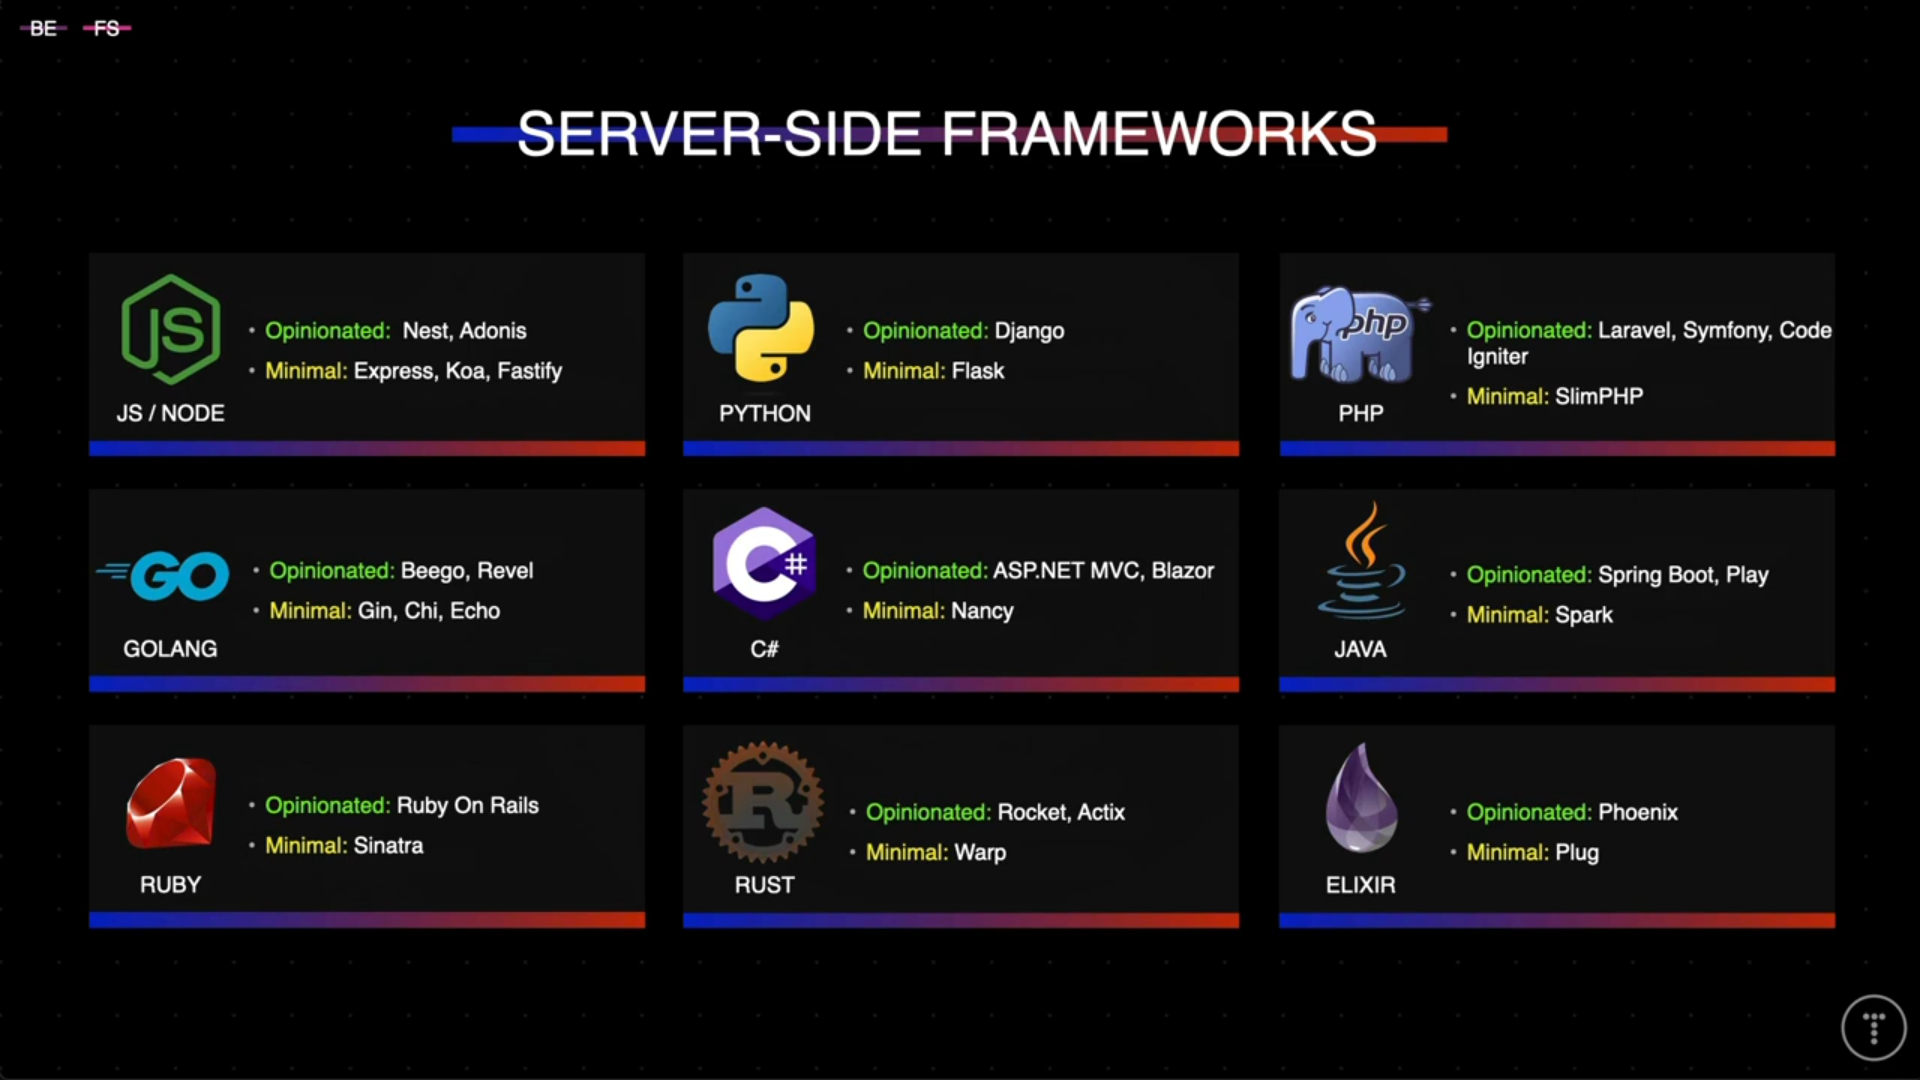 BE FS
SERVER-SIDE FRAMEWORKS
JS
JS / NODE
• Opinionated: Nest, Adonis
• Minimal: Express, Koa, Fastify
PYTHON
• Opinionated: Django
• Minimal: Flask
php
PHP
• Opinionated: Laravel, Symfony, Code
Igniter
• Minimal: SlimPHP
GO
GOLANG
• Opinionated: Beego, Revel
• Minimal: Gin, Chi, Echo
C#
C#
• Opinionated: ASP.NET MVC, Blazor
• Minimal: Nancy
JAVA
• Opinionated: Spring Boot, Play
• Minimal: Spark
RUBY
• Opinionated: Ruby On Rails
• Minimal: Sinatra
R
RUST
• Opinionated: Rocket, Actix
• Minimal: Warp
ELIXIR
• Opinionated: Phoenix
• Minimal: Plug
T